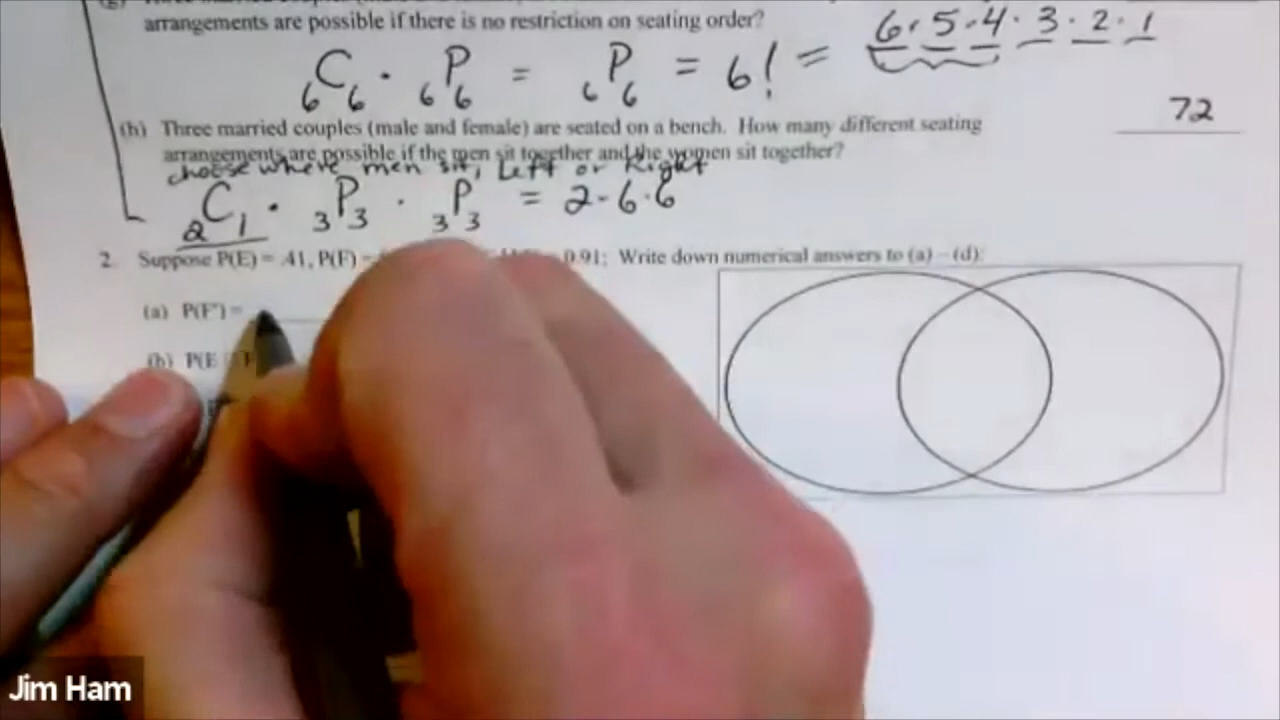 arrangements are possible if there is no restriction on seating order?
6 · 5 · 4 · 3 · 2 · 1
₆C₆ · ₆P₆ = ₆P₆ = 6! =
(h) Three married couples (male and female) are seated on a bench. How many different seating
72
arrangements are possible if the men sit together and the women sit together?
choose where men sit, Left or Right
₂C₁ · ₃P₃ · ₃P₃ = 2·6·6
2. Suppose P(E) = .41, P(F) = 0.91; Write down numerical answers to (a) – (d):
(a) P(F') =
(b) P(E
Jim Ham